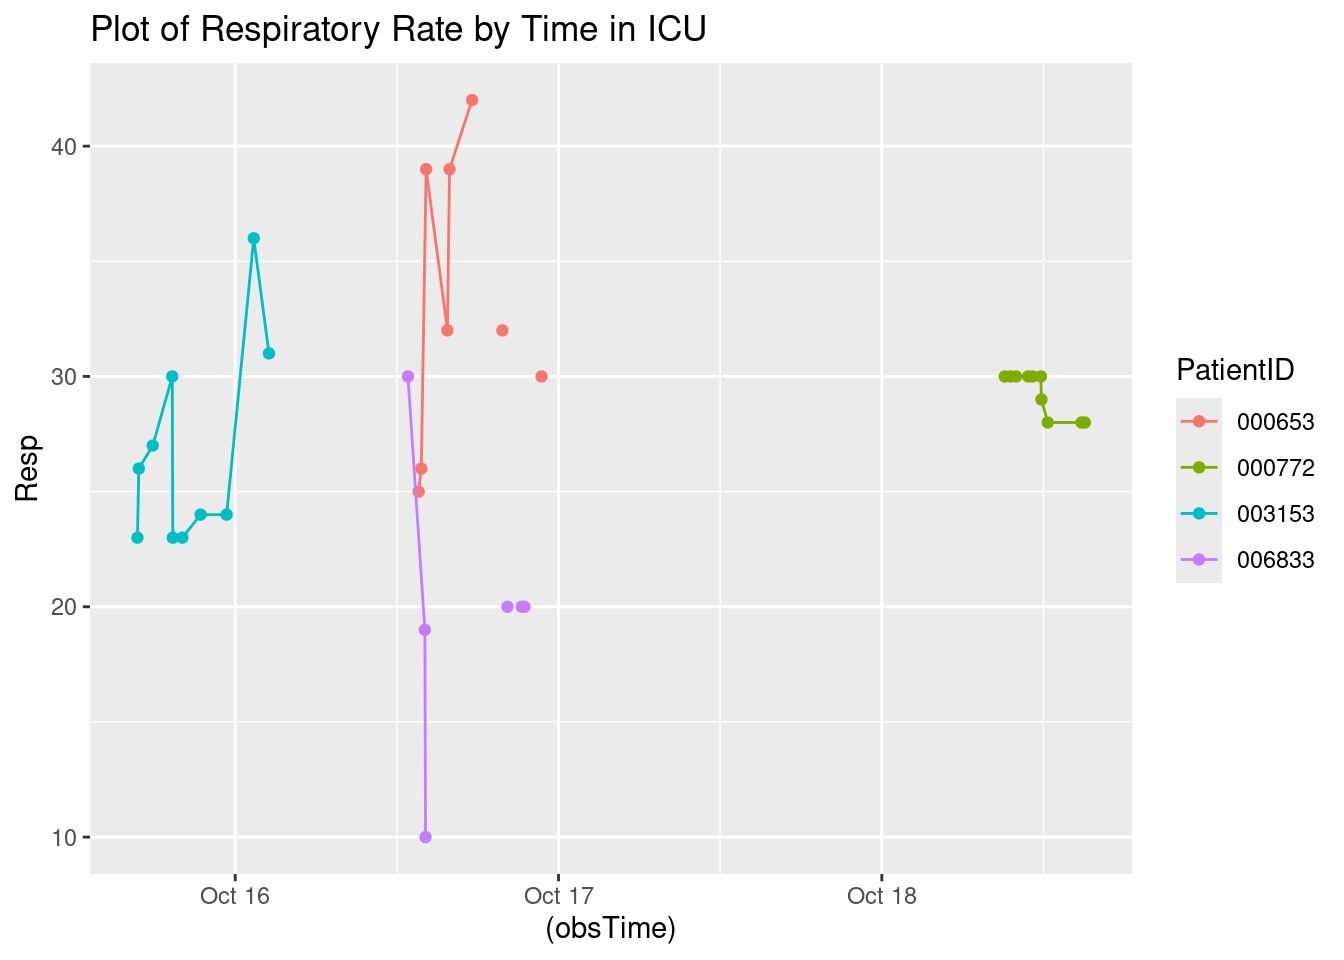 Plot of Respiratory Rate by Time in ICU
40
30
20
10
Resp
Oct 16
Oct 17
Oct 18
(obsTime)
PatientID
000653
000772
003153
006833